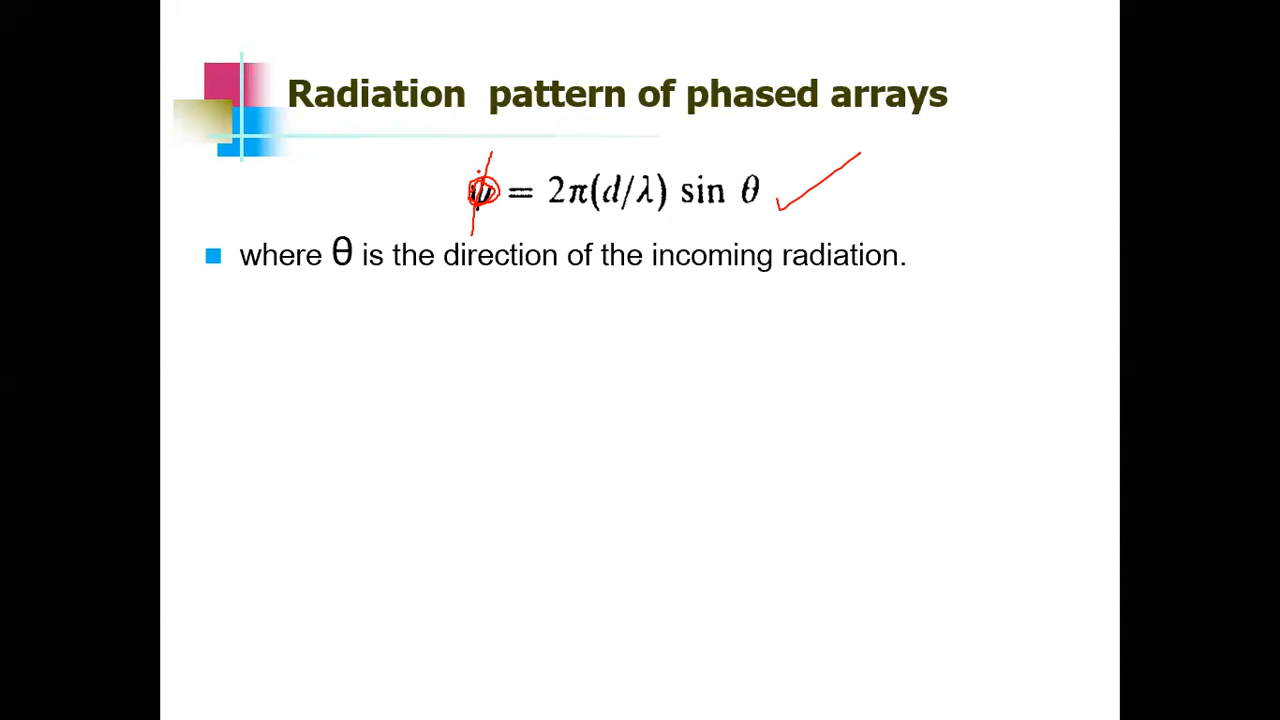 Radiation pattern of phased arrays
ψ = 2π(d/λ) sin θ
where θ is the direction of the incoming radiation.